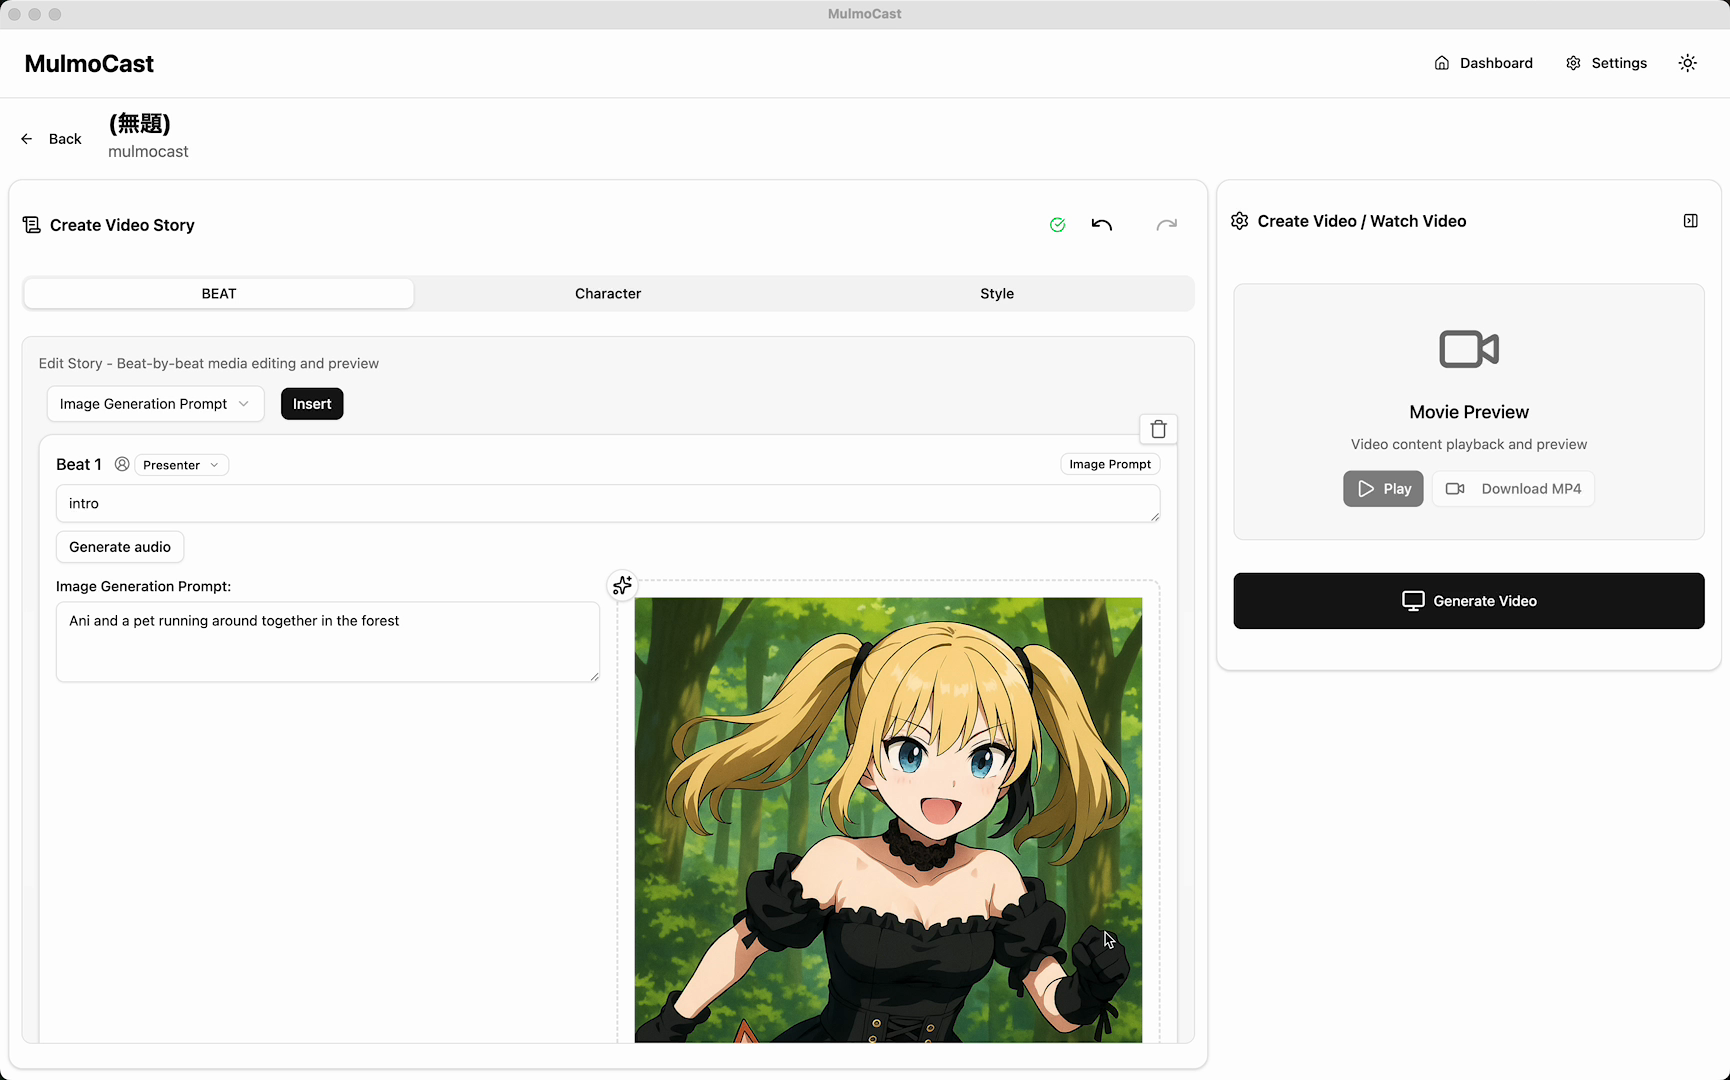 MulmoCast
MulmoCast
Dashboard
Settings
Back
(無題)
mulmocast
Create Video Story
BEAT
Character
Style
Edit Story - Beat-by-beat media editing and preview
Image Generation Prompt
Insert
Beat 1
Presenter
Image Prompt
intro
Generate audio
Image Generation Prompt:
Ani and a pet running around together in the forest
Create Video / Watch Video
Movie Preview
Video content playback and preview
Play
Download MP4
Generate Video